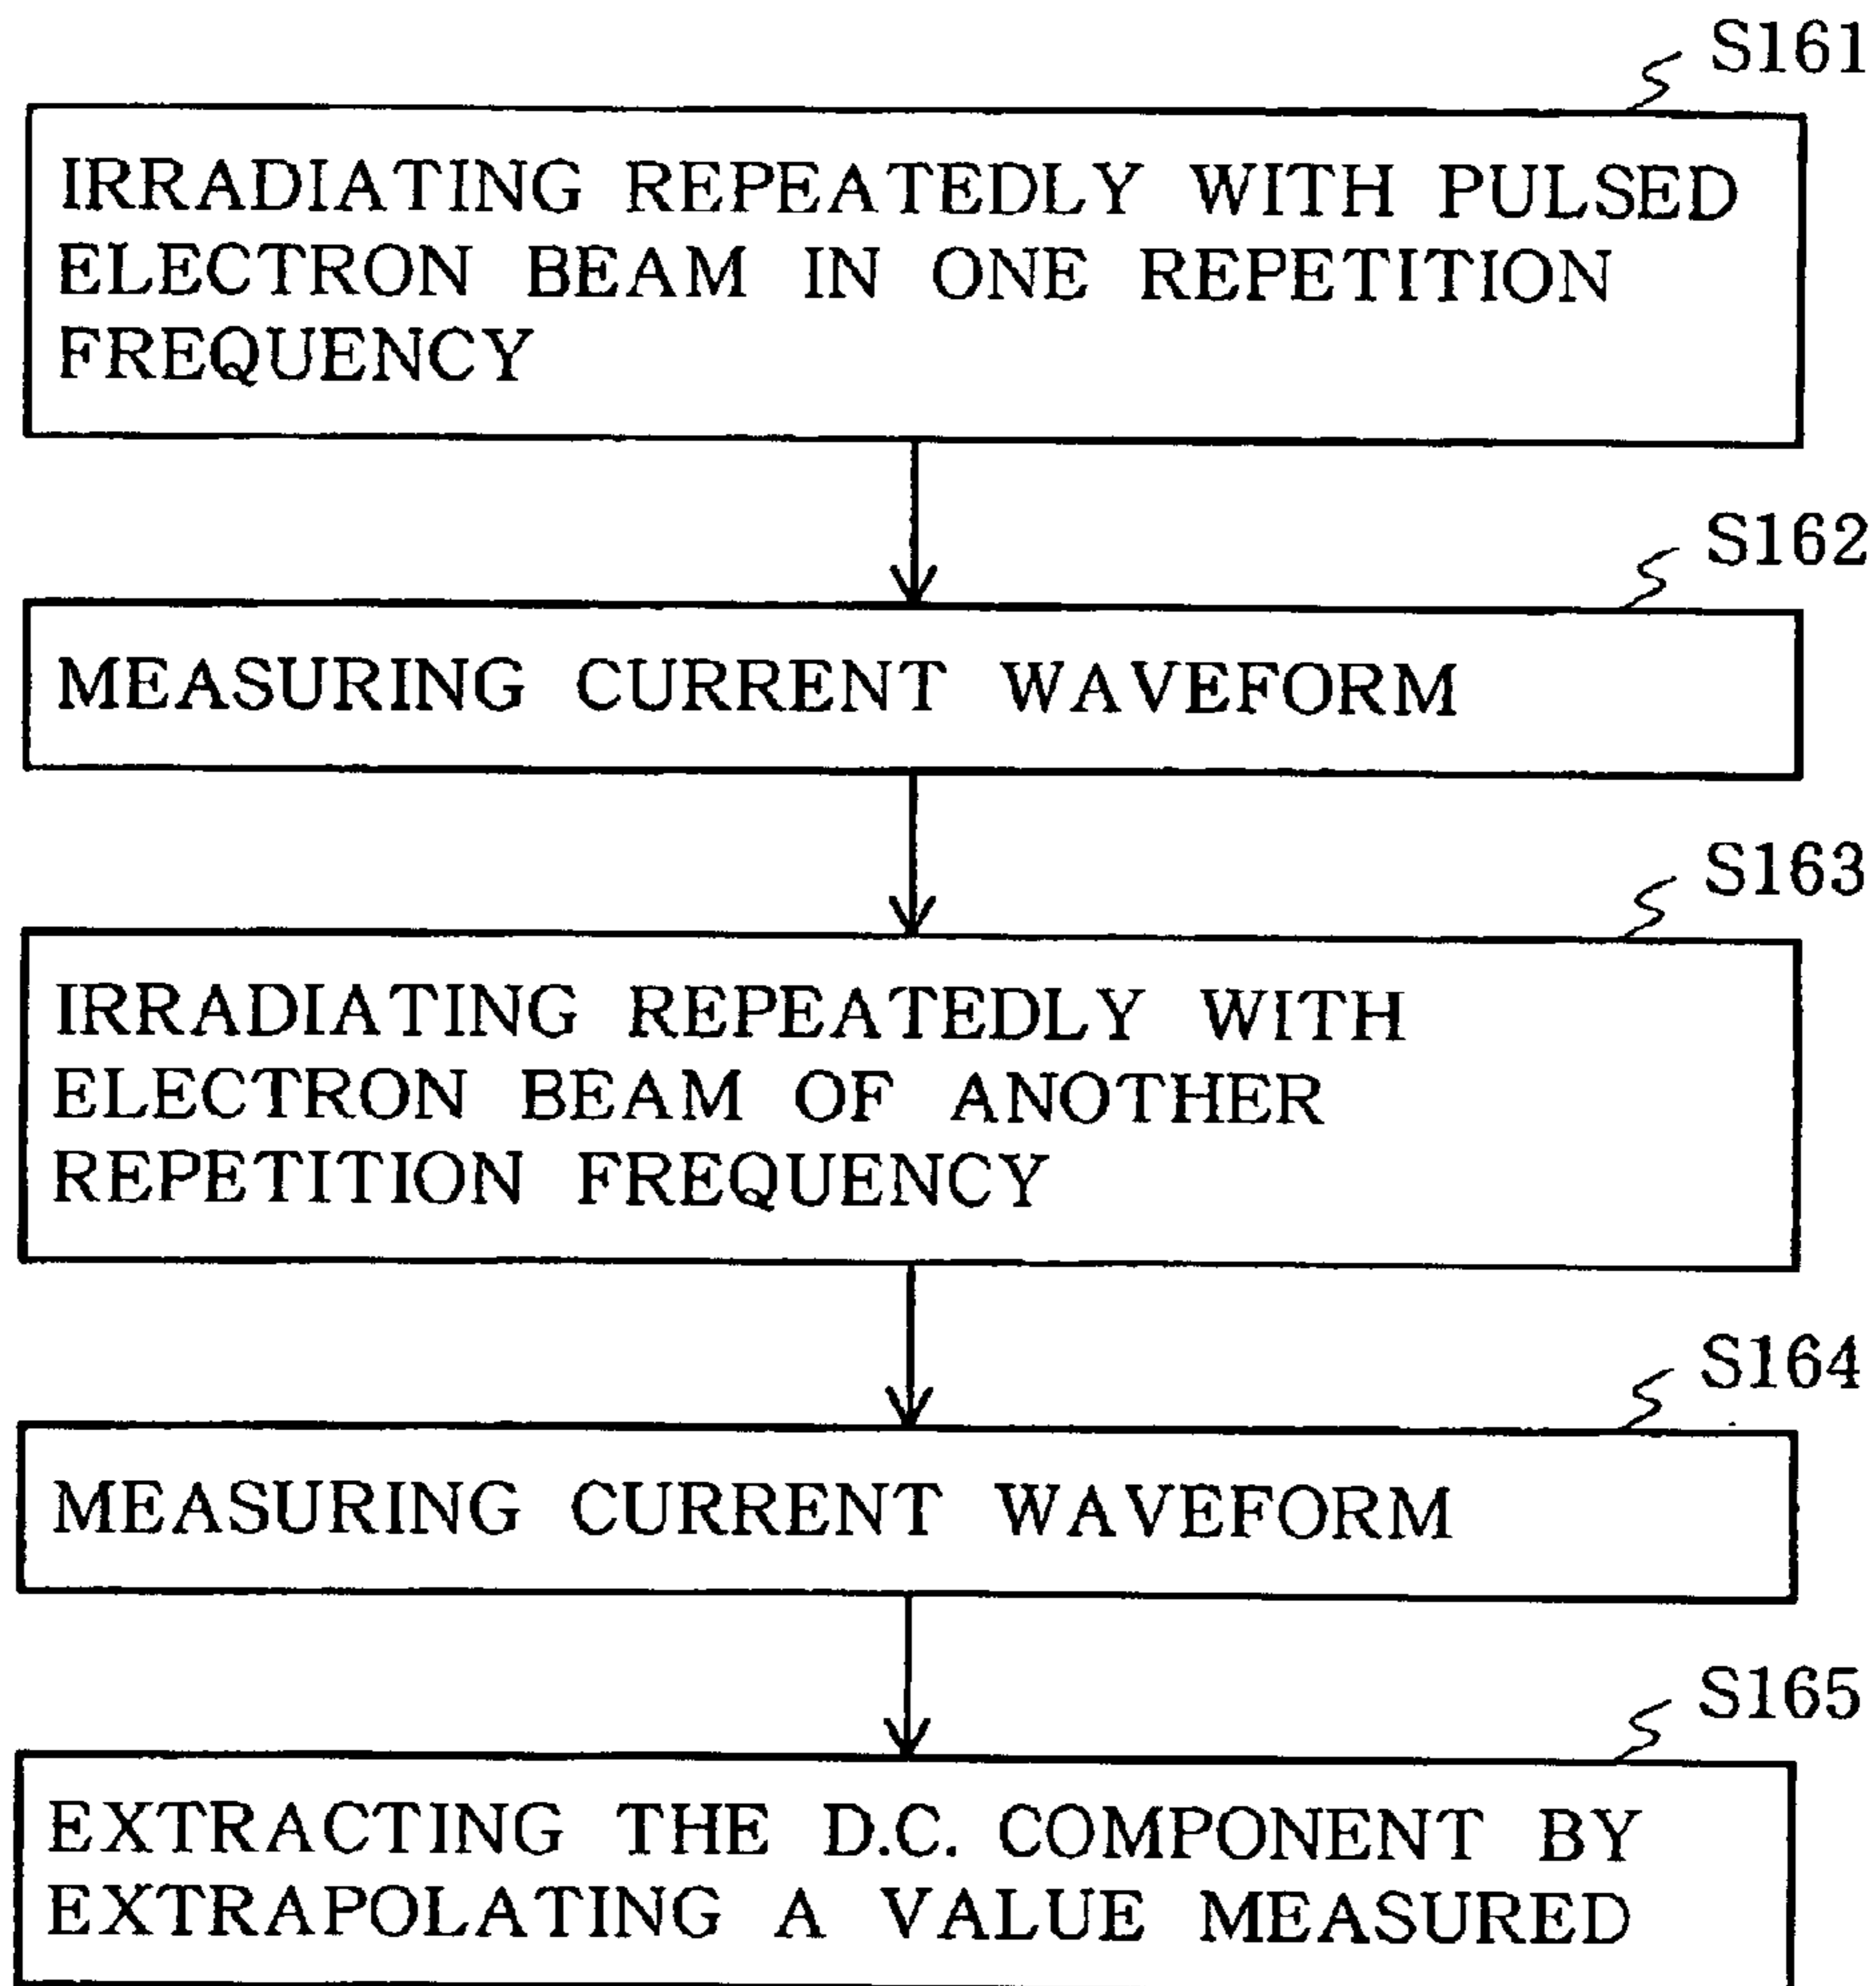 S161
IRRADIATING REPEATEDLY WITH PULSED
ELECTRON BEAM IN ONE REPETITION
FREQUENCY
S162
MEASURING CURRENT WAVEFORM
S163
IRRADIATING REPEATEDLY WITH
ELECTRON BEAM OF ANOTHER
REPETITION FREQUENCY
S164
MEASURING CURRENT WAVEFORM
S165
EXTRACTING THE D.C. COMPONENT BY
EXTRAPOLATING A VALUE MEASURED